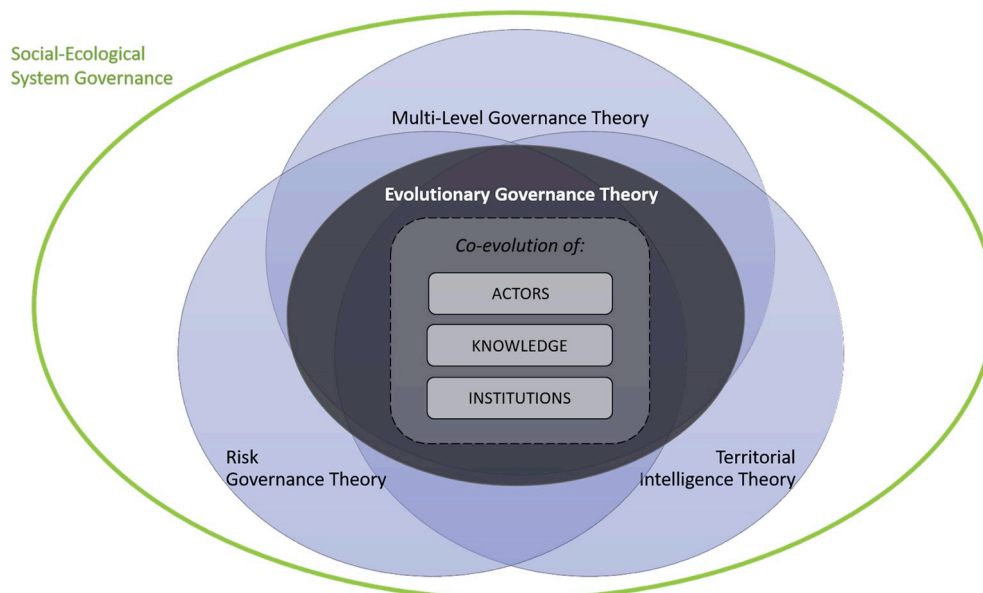 Social-Ecological
System Governance
Multi-Level Governance Theory
Evolutionary Governance Theory
Co-evolution of:
ACTORS
KNOWLEDGE
INSTITUTIONS
Risk
Governance Theory
Territorial
Intelligence Theory